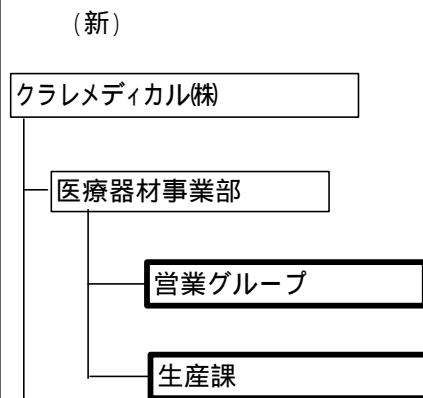 (新)
クラレメディカル㈱
医療器材事業部
営業グループ
生産課